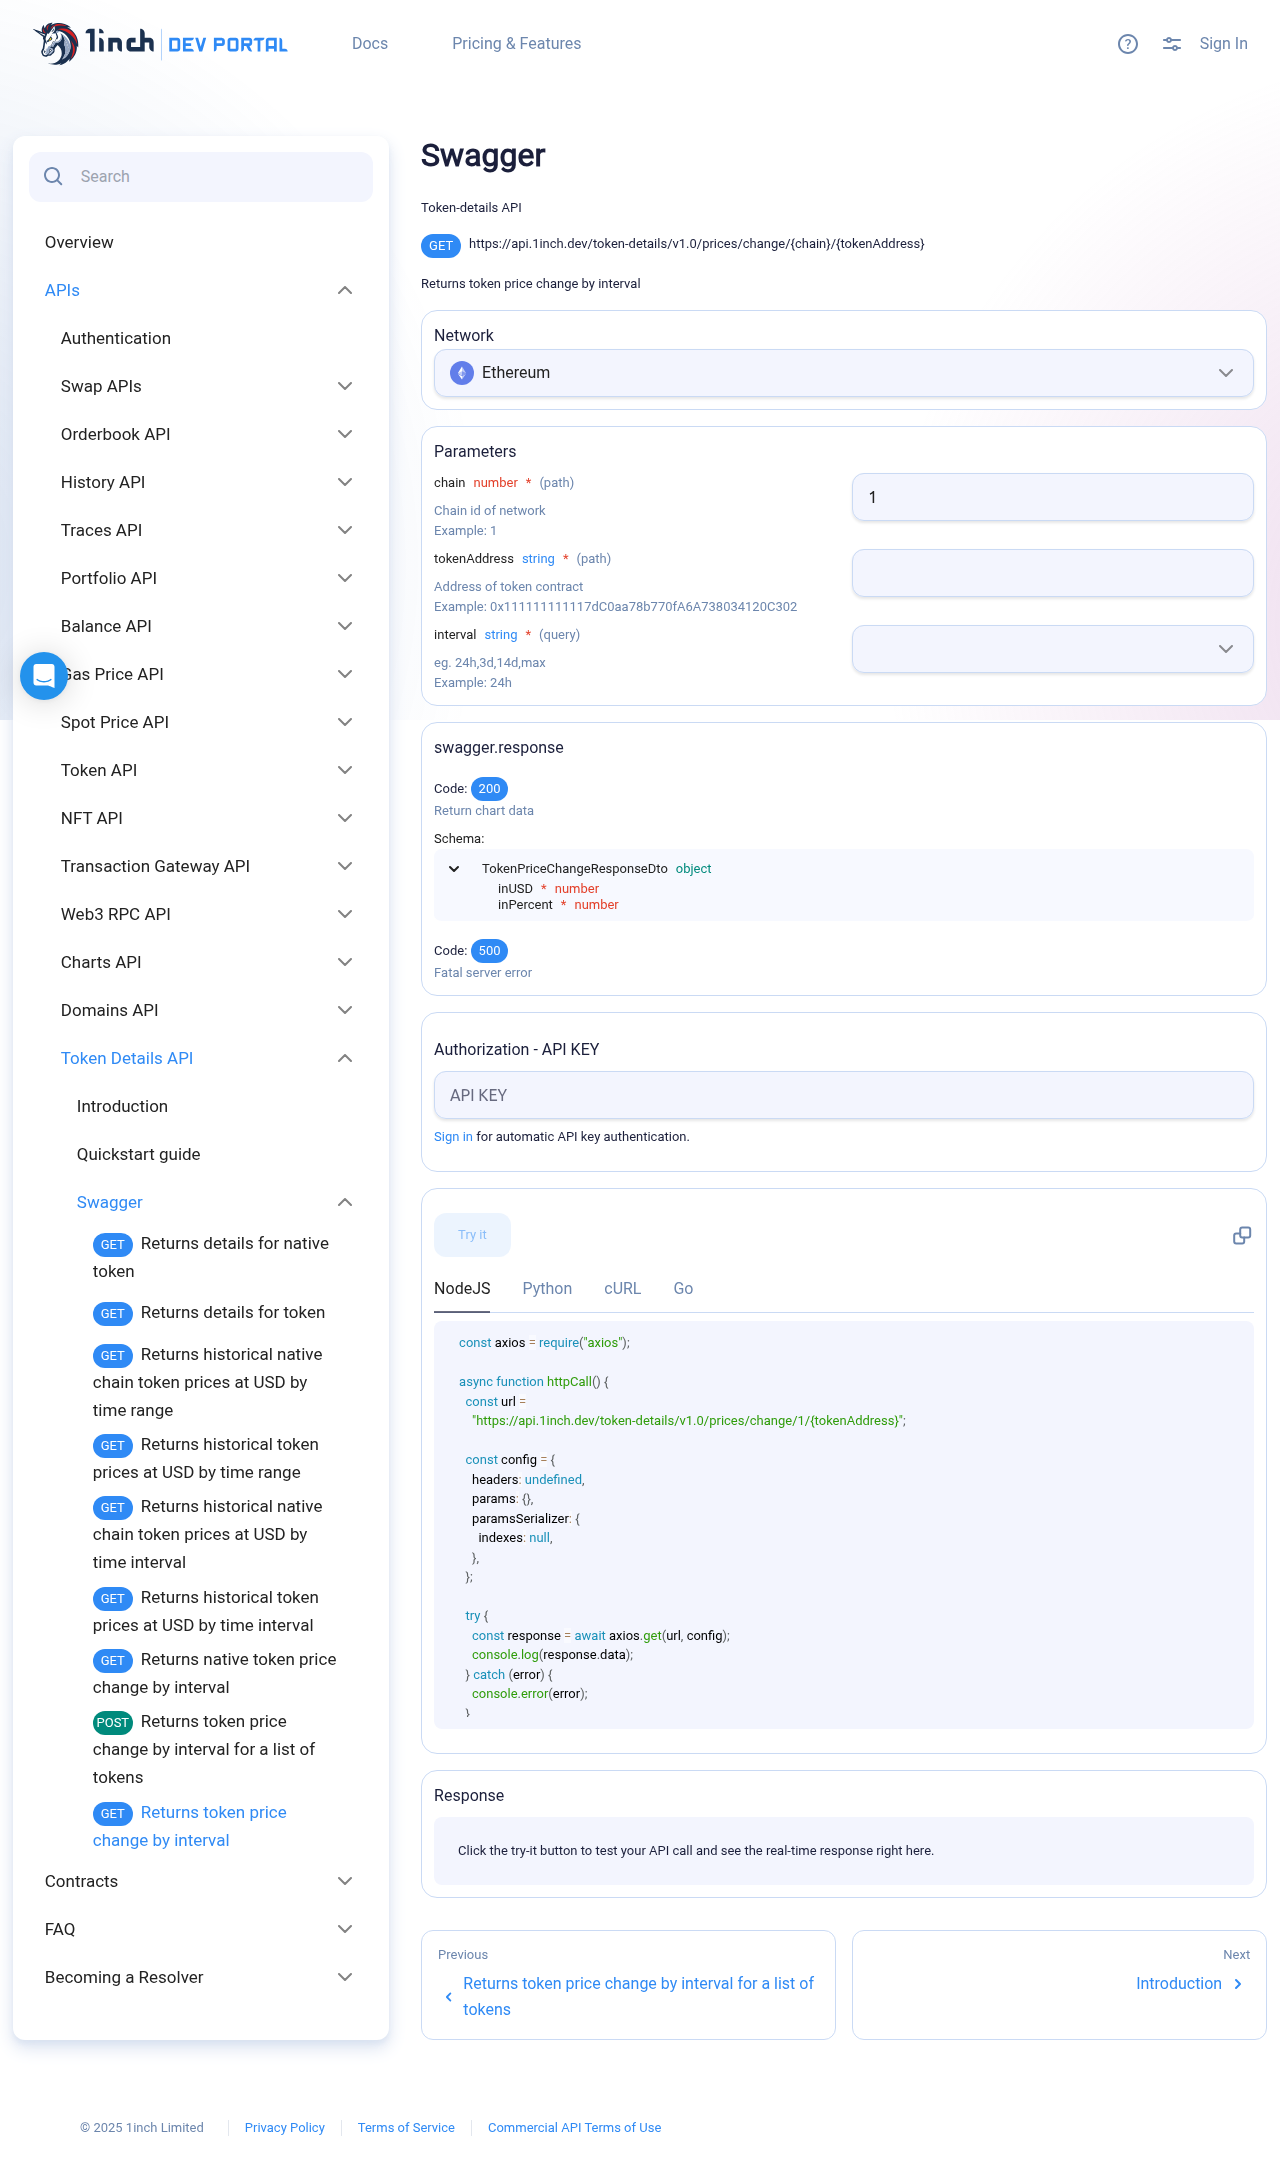 1inch DEV PORTAL
Docs
Pricing & Features
Sign In
Search
Overview
APIs
Authentication
Swap APIs
Orderbook API
History API
Traces API
Portfolio API
Balance API
Gas Price API
Spot Price API
Token API
NFT API
Transaction Gateway API
Web3 RPC API
Charts API
Domains API
Token Details API
Introduction
Quickstart guide
Swagger
GET Returns details for native
token
GET Returns details for token
GET Returns historical native
chain token prices at USD by
time range
GET Returns historical token
prices at USD by time range
GET Returns historical native
chain token prices at USD by
time interval
GET Returns historical token
prices at USD by time interval
GET Returns native token price
change by interval
POST Returns token price
change by interval for a list of
tokens
GET Returns token price
change by interval
Contracts
FAQ
Becoming a Resolver
Swagger
Token-details API
GET https://api.1inch.dev/token-details/v1.0/prices/change/{chain}/{tokenAddress}
Returns token price change by interval
Network
Ethereum
Parameters
chain number * (path)
1
Chain id of network
Example: 1
tokenAddress string * (path)
Address of token contract
Example: 0x111111111117dC0aa78b770fA6A738034120C302
interval string * (query)
eg. 24h,3d,14d,max
Example: 24h
swagger.response
Code: 200
Return chart data
Schema:
TokenPriceChangeResponseDto object
inUSD * number
inPercent * number
Code: 500
Fatal server error
Authorization - API KEY
API KEY
Sign in for automatic API key authentication.
Try it
NodeJS Python cURL Go
const axios = require("axios");
async function httpCall() {
const url =
"https://api.1inch.dev/token-details/v1.0/prices/change/1/{tokenAddress}";
const config = {
headers: undefined,
params: {},
paramsSerializer: {
indexes: null,
},
};
try {
const response = await axios.get(url, config);
console.log(response.data);
} catch (error) {
console.error(error);
}
Response
Click the try-it button to test your API call and see the real-time response right here.
Previous
Returns token price change by interval for a list of
tokens
Next
Introduction
© 2025 1inch Limited
Privacy Policy
Terms of Service
Commercial API Terms of Use